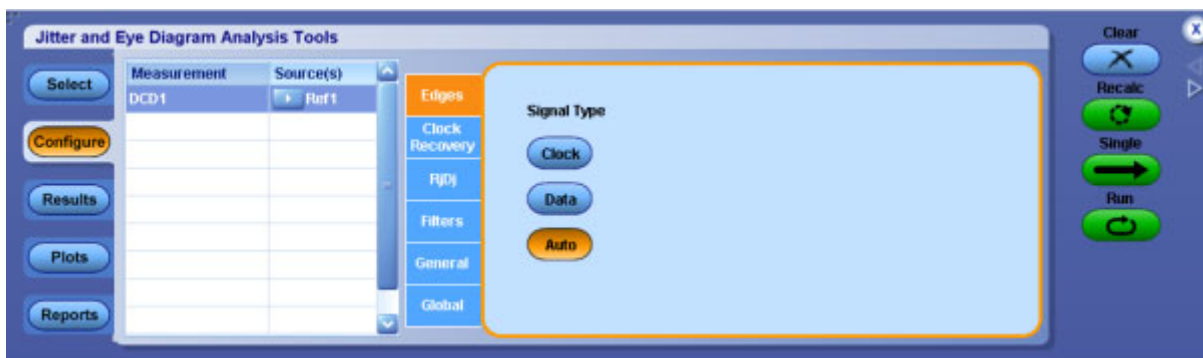 Jitter and Eye Diagram Analysis Tools
Select
Configure
Results
Plots
Reports
Measurement Source(s)
DCD1 Ref1
Edges
Clock
Recovery
RjDj
Filters
General
Global
Signal Type
Clock
Data
Auto
Clear
Recalc
Single
Run
X